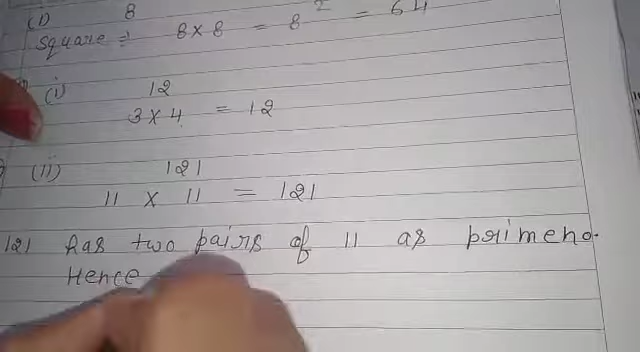 (1) 8
Square = 8 x 8 = 8² = 64
(i) 12
3 x 4 = 12
(ii) 121
11 x 11 = 121
121 has two pairs of 11 as prime no.
Hence